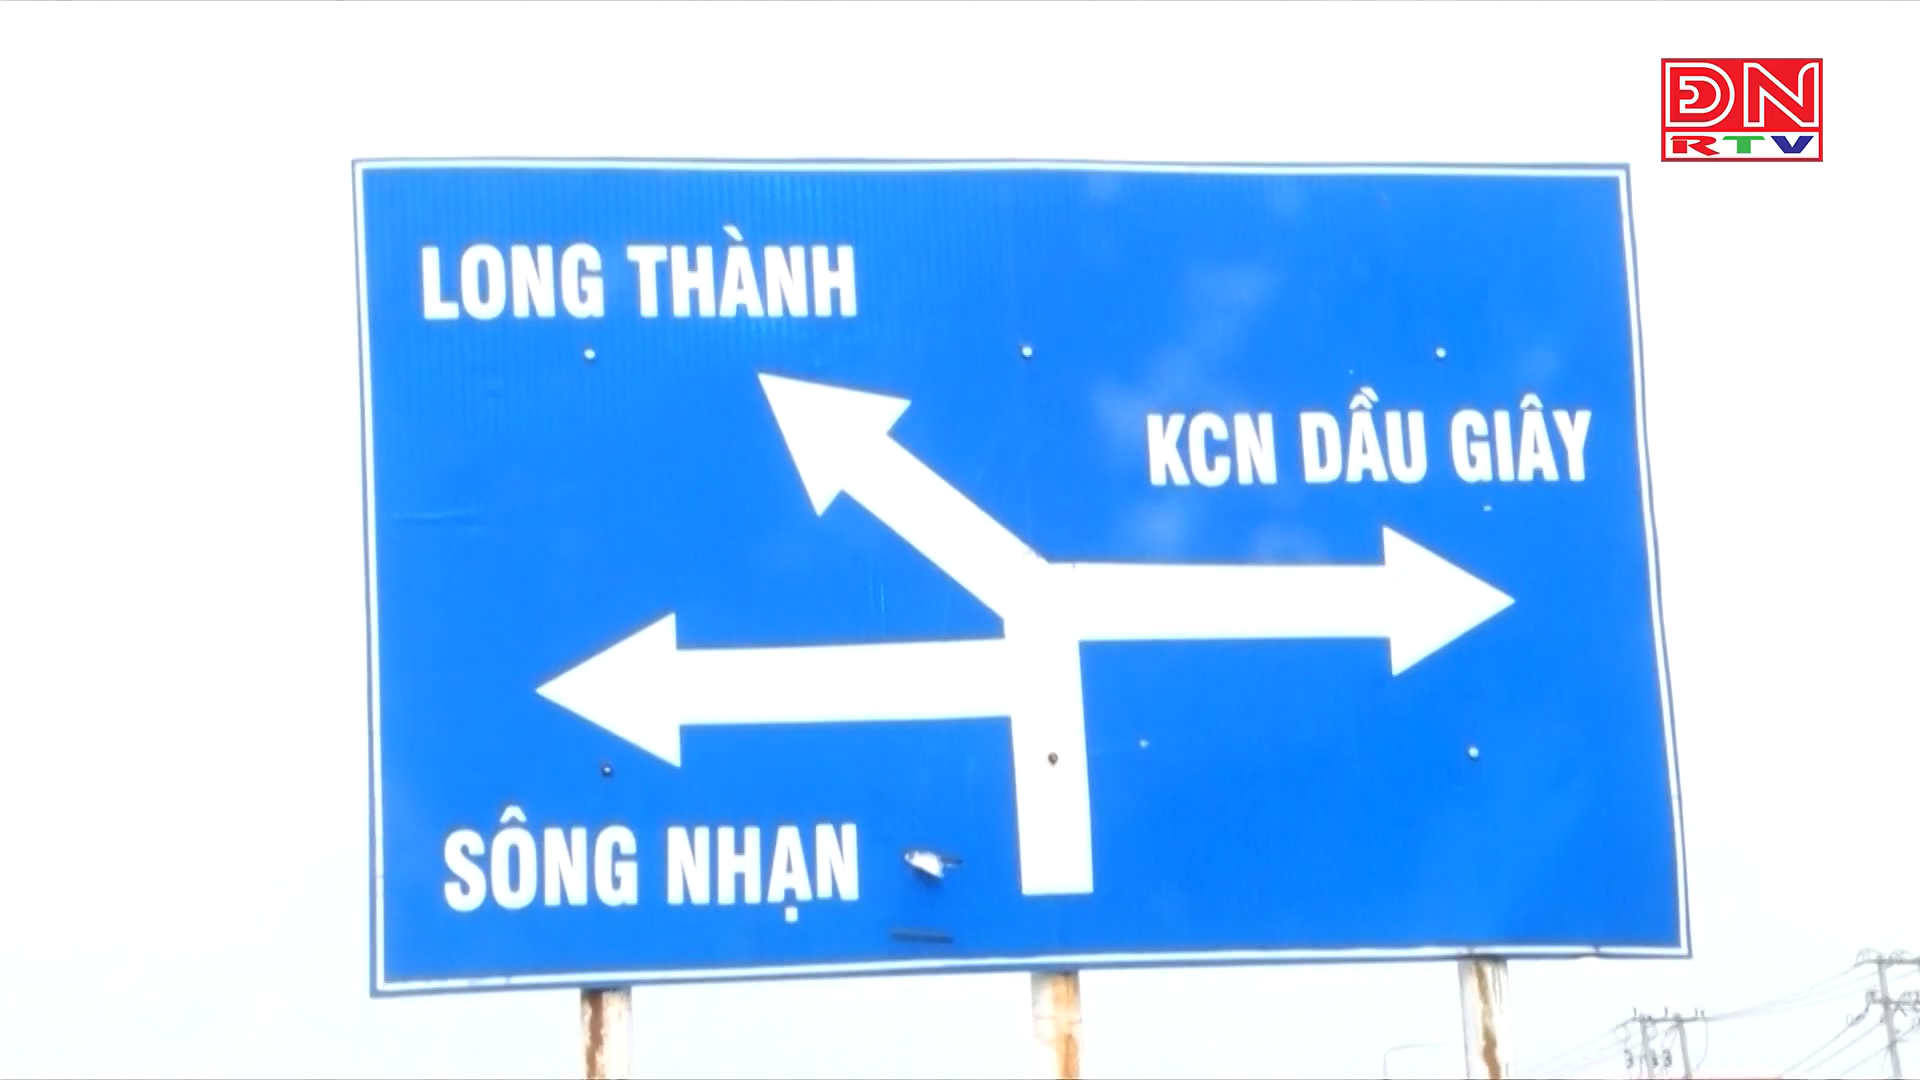 ĐN
RTV
LONG THÀNH
KCN DẦU GIÂY
SÔNG NHẠN